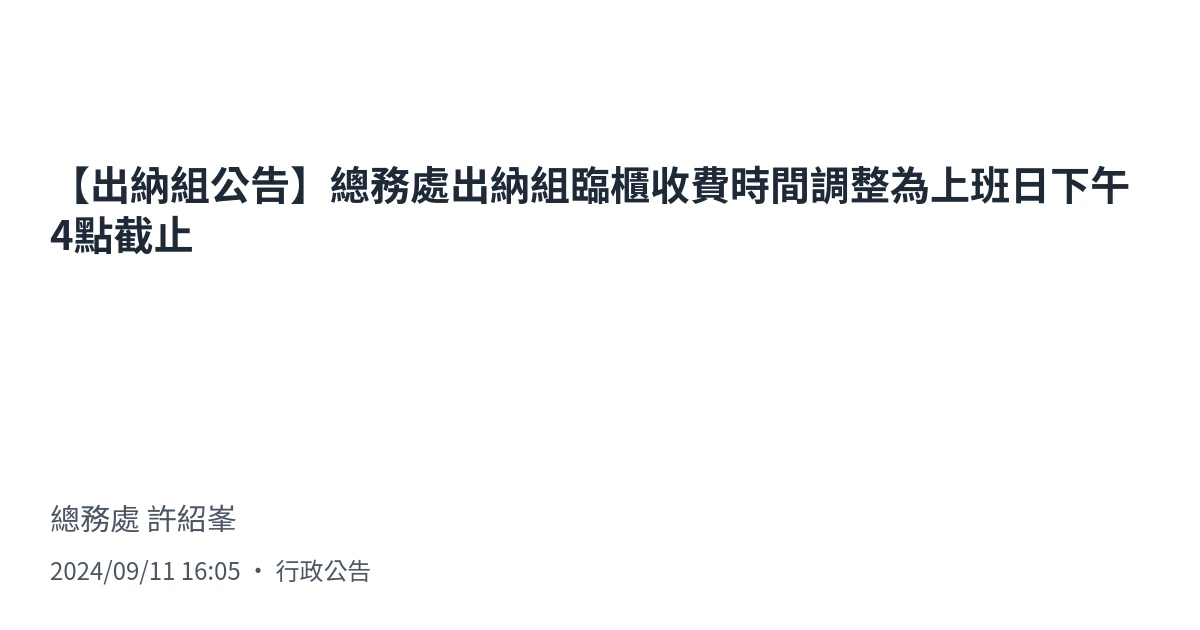 【出納組公告】總務處出納組臨櫃收費時間調整為上班日下午
4點截止
總務處 許紹峯
2024/09/11 16:05 • 行政公告